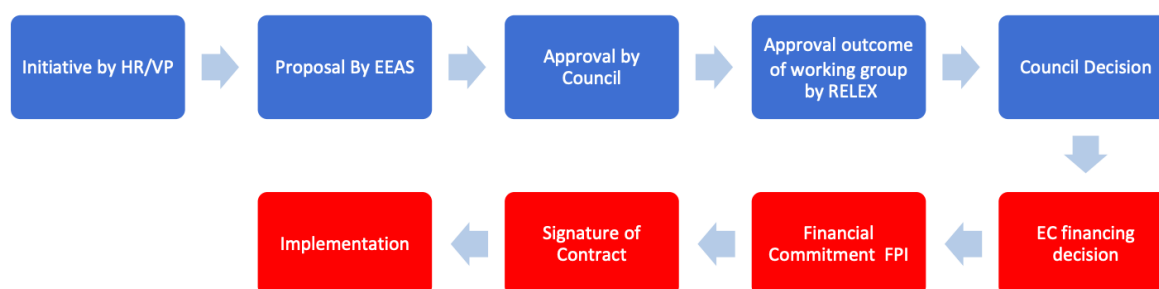 Initiative by HR/VP
Proposal By EEAS
Approval by
Council
Approval outcome
of working group
by RELEX
Council Decision
EC financing
decision
Financial
Commitment FPI
Signature of
Contract
Implementation